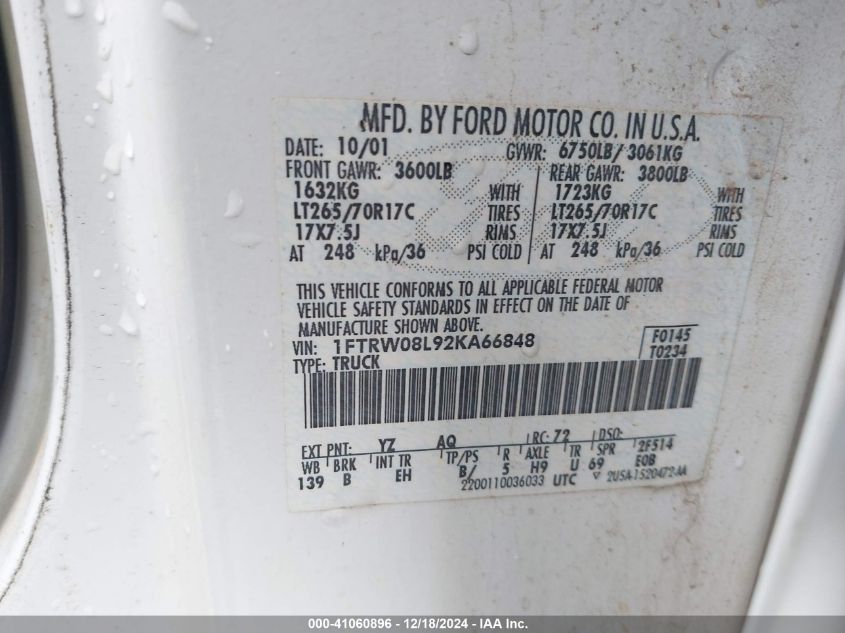 MFD. BY FORD MOTOR CO. IN U.S.A.
DATE: 10/01 GVWR: 6750LB/ 3061KG
FRONT GAWR: 3600LB REAR GAWR: 3800LB
1632KG WITH 1723KG WITH
LT265/70R17C TIRES LT265/70R17C TIRES
17X7.5J RIMS 17X7.5J RIMS
AT 248 kPa/36 PSI COLD AT 248 kPa/36 PSI COLD
THIS VEHICLE CONFORMS TO ALL APPLICABLE FEDERAL MOTOR
VEHICLE SAFETY STANDARDS IN EFFECT ON THE DATE OF
MANUFACTURE SHOWN ABOVE.
VIN: 1FTRW08L92KA66848 F0145
TYPE: TRUCK T0234
EXT PNT: YZ AQ RC: 72 DSO: 2F514
WB BRK INT TR TP/PS R AXLE TR SPR E0B
139 B EH B/ 5 H9 U 69
2200110036033 UTC 2U5A-1520472-AA
000-41060896 - 12/18/2024 - IAA Inc.